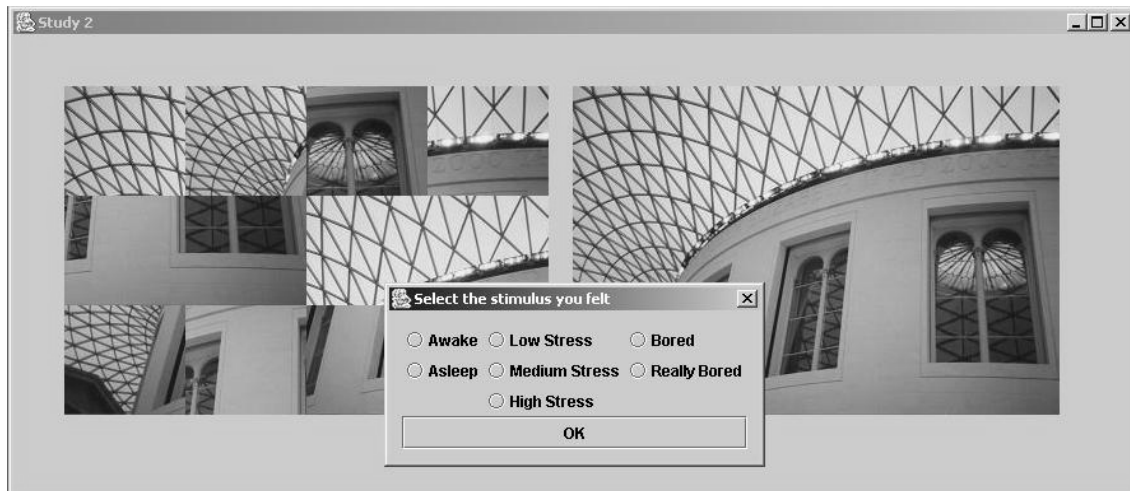 Study 2
Select the stimulus you felt
Awake Low Stress Bored
Asleep Medium Stress Really Bored
High Stress
OK